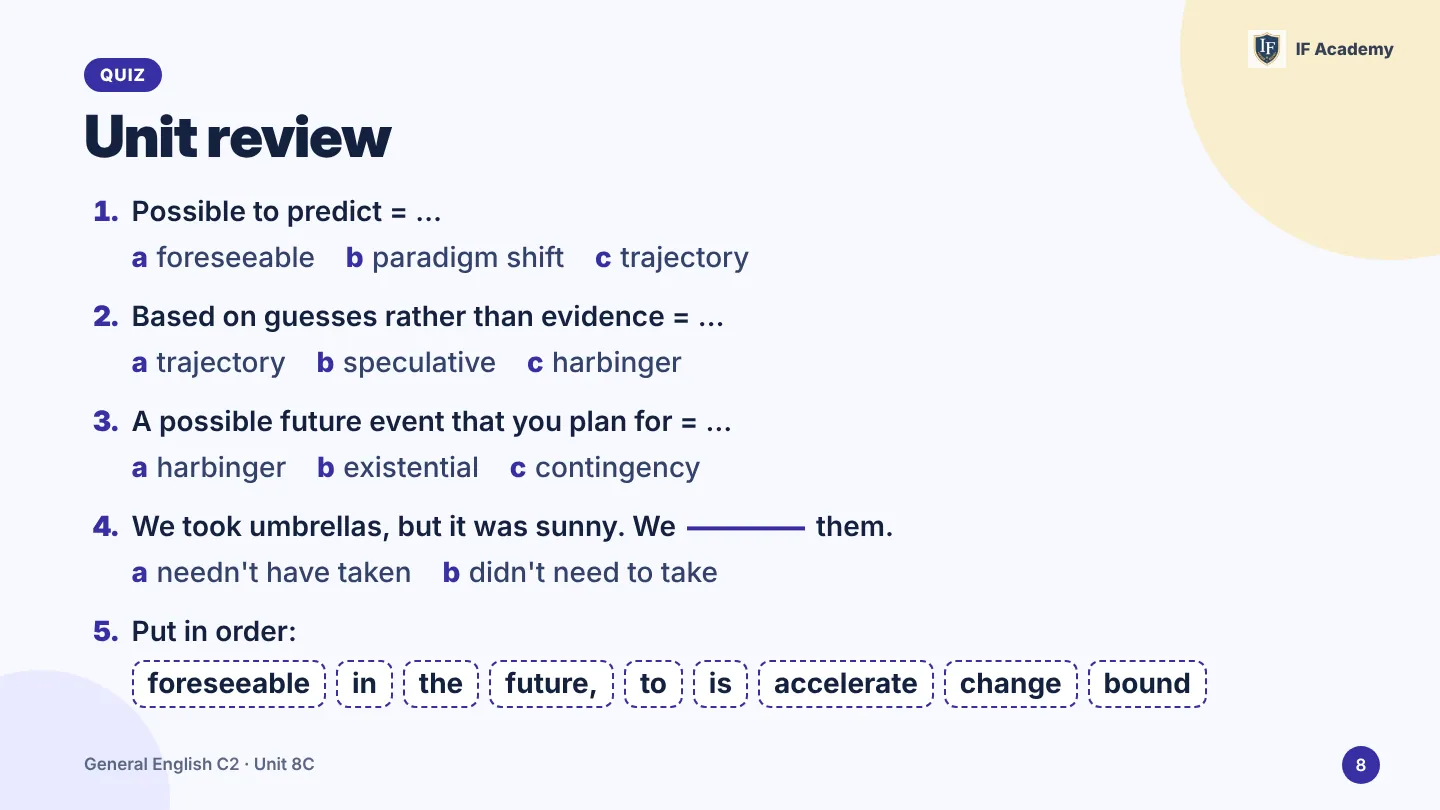 IF Academy
QUIZ
Unit review
1. Possible to predict = …
a foreseeable b paradigm shift c trajectory
2. Based on guesses rather than evidence = …
a trajectory b speculative c harbinger
3. A possible future event that you plan for = …
a harbinger b existential c contingency
4. We took umbrellas, but it was sunny. We ______ them.
a needn't have taken b didn't need to take
5. Put in order:
foreseeable in the future, to is accelerate change bound
General English C2 · Unit 8C
8